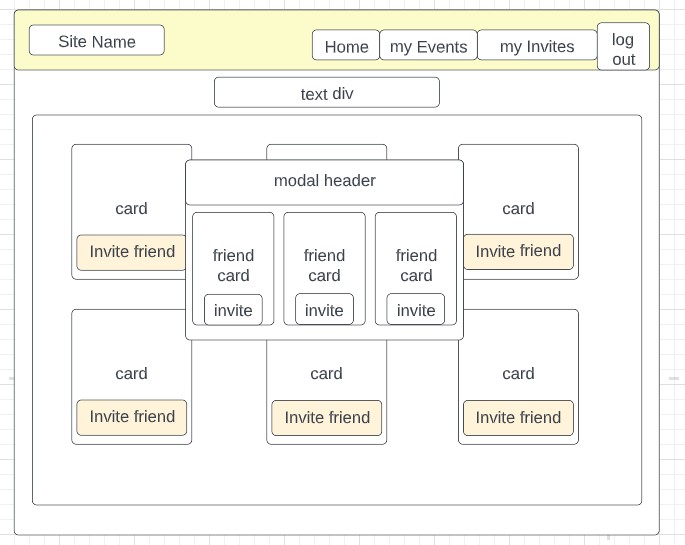 Site Name
Home
my Events
my Invites
log
out
text div
modal header
card
card
Invite friend
Invite friend
friend
card
friend
card
friend
card
invite
invite
invite
card
card
card
Invite friend
Invite friend
Invite friend